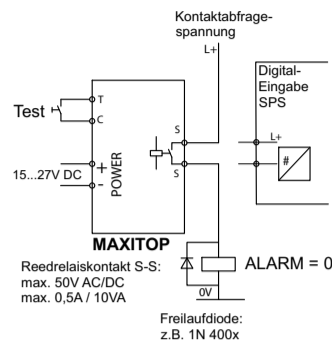 Kontaktabfrage-
spannung
L+
Digital-
Eingabe
SPS
T
Test
C
S
L+
#
15...27V DC
+
-
POWER
S
MAXITOP
Reedrelaiskontakt S-S:
max. 50V AC/DC
max. 0,5A / 10VA
ALARM = 0
0V
Freilaufdiode:
z.B. 1N 400x